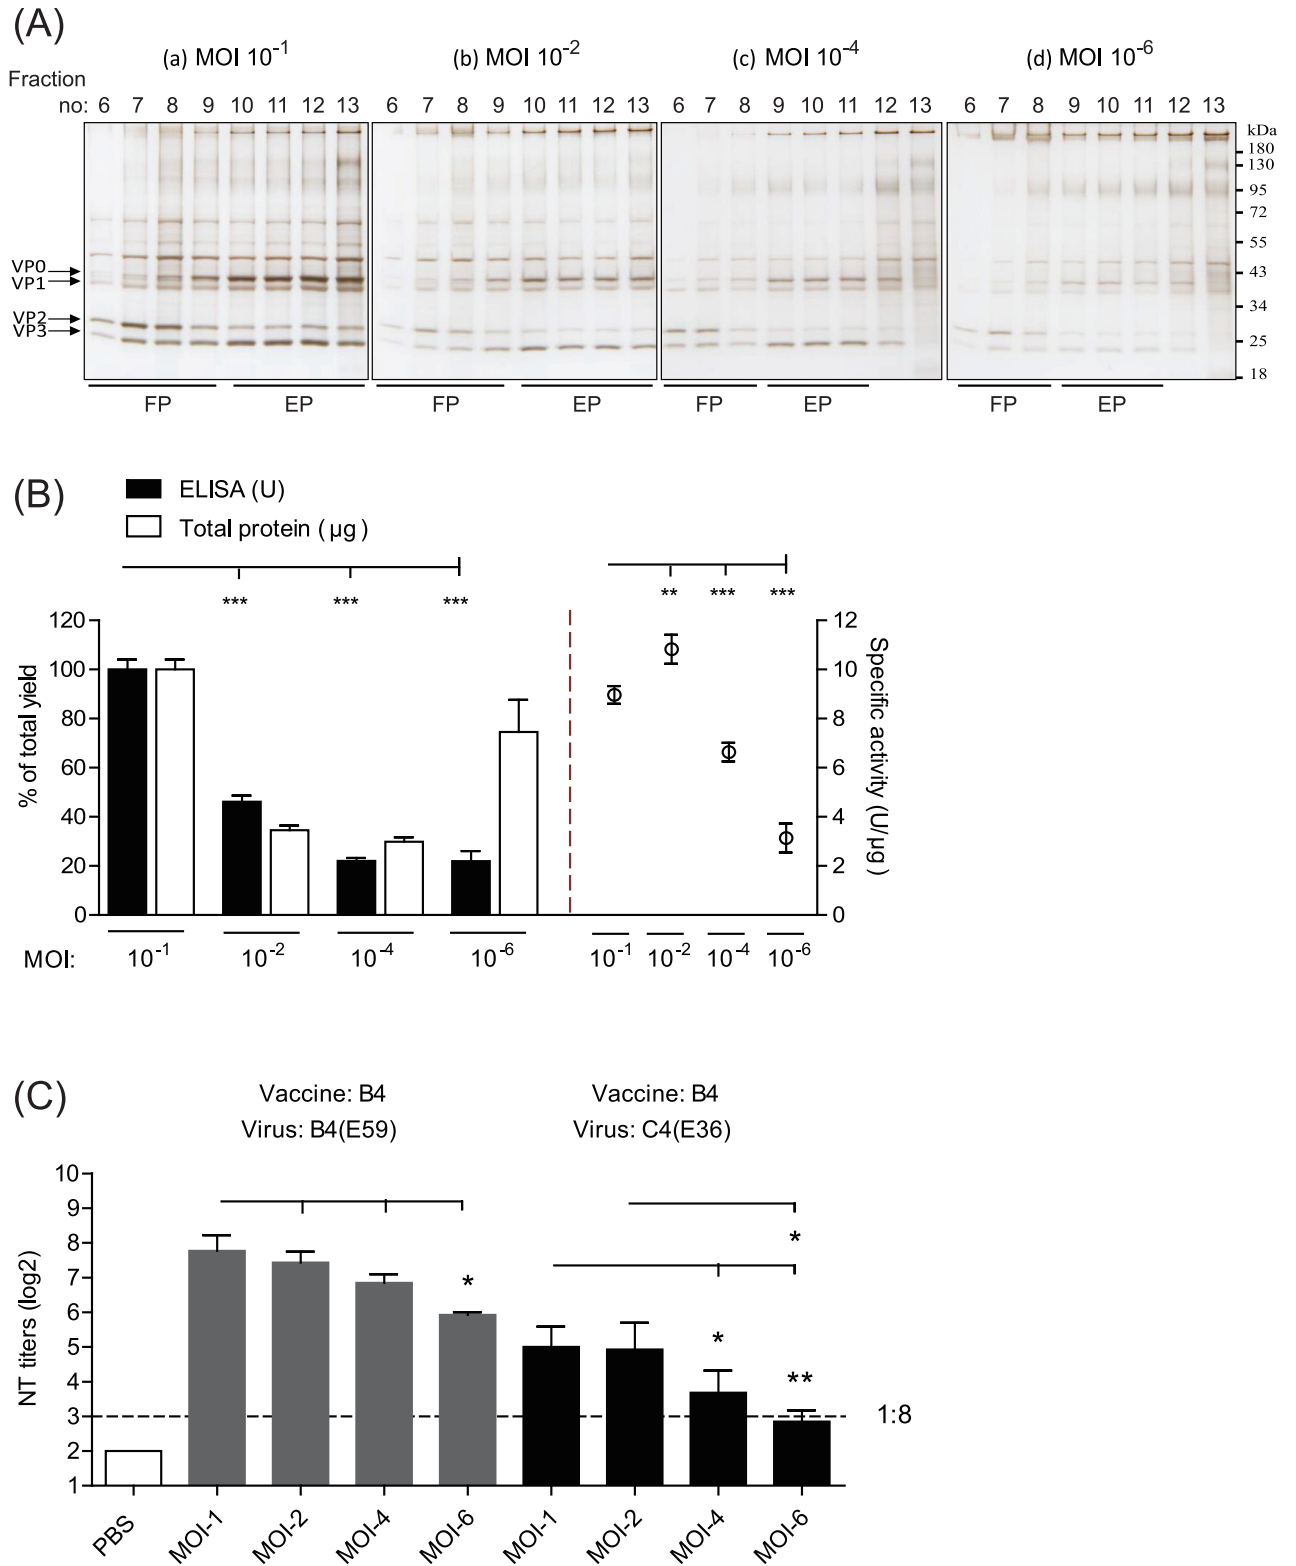 (A)
(a) MOI 10-1 (b) MOI 10-2 (c) MOI 10-4 (d) MOI 10-6
Fraction
no: 6 7 8 9 10 11 12 13 6 7 8 9 10 11 12 13 6 7 8 9 10 11 12 13 6 7 8 9 10 11 12 13
kDa
180
130
95
72
55
VP0 43
VP1
34
VP2
VP3 25
18
FP EP FP EP FP EP FP EP
(B)
ELISA (U)
Total protein (µg)
*** *** *** ** *** ***
% of total yield
120
100
80
60
40
20
0
12
10
8
6
4
2
0
Specific activity (U/µg)
MOI: 10-1 10-2 10-4 10-6 10-1 10-2 10-4 10-6
(C)
Vaccine: B4 Vaccine: B4
Virus: B4(E59) Virus: C4(E36)
NT titers (log2)
10
9
8
7
6
5
4
3
2
1
* * * **
1:8
PBS MOI-1 MOI-2 MOI-4 MOI-6 MOI-1 MOI-2 MOI-4 MOI-6